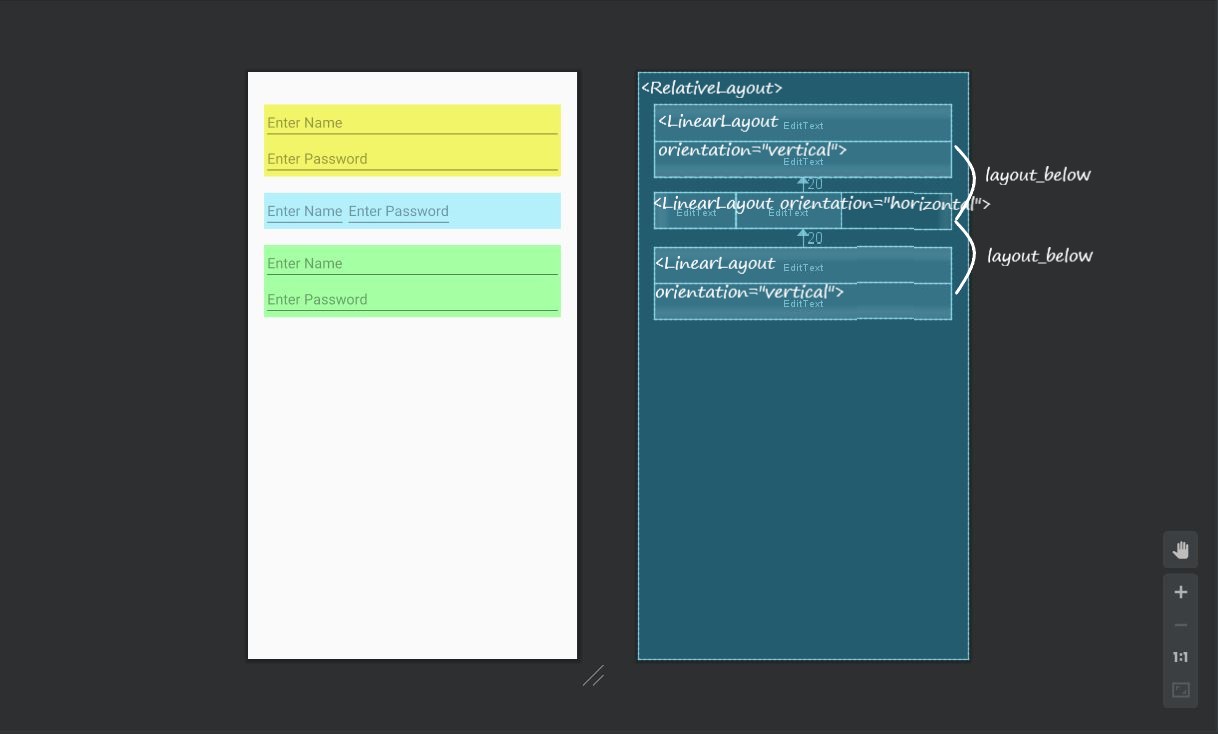 Enter Name
Enter Password
Enter Name Enter Password
Enter Name
Enter Password
<RelativeLayout>
<LinearLayout
EditText
orientation="vertical">
EditText
20
<LinearLayout orientation="horizontal">
EditText EditText
20
<LinearLayout
EditText
orientation="vertical">
EditText
layout_below
layout_below
1:1